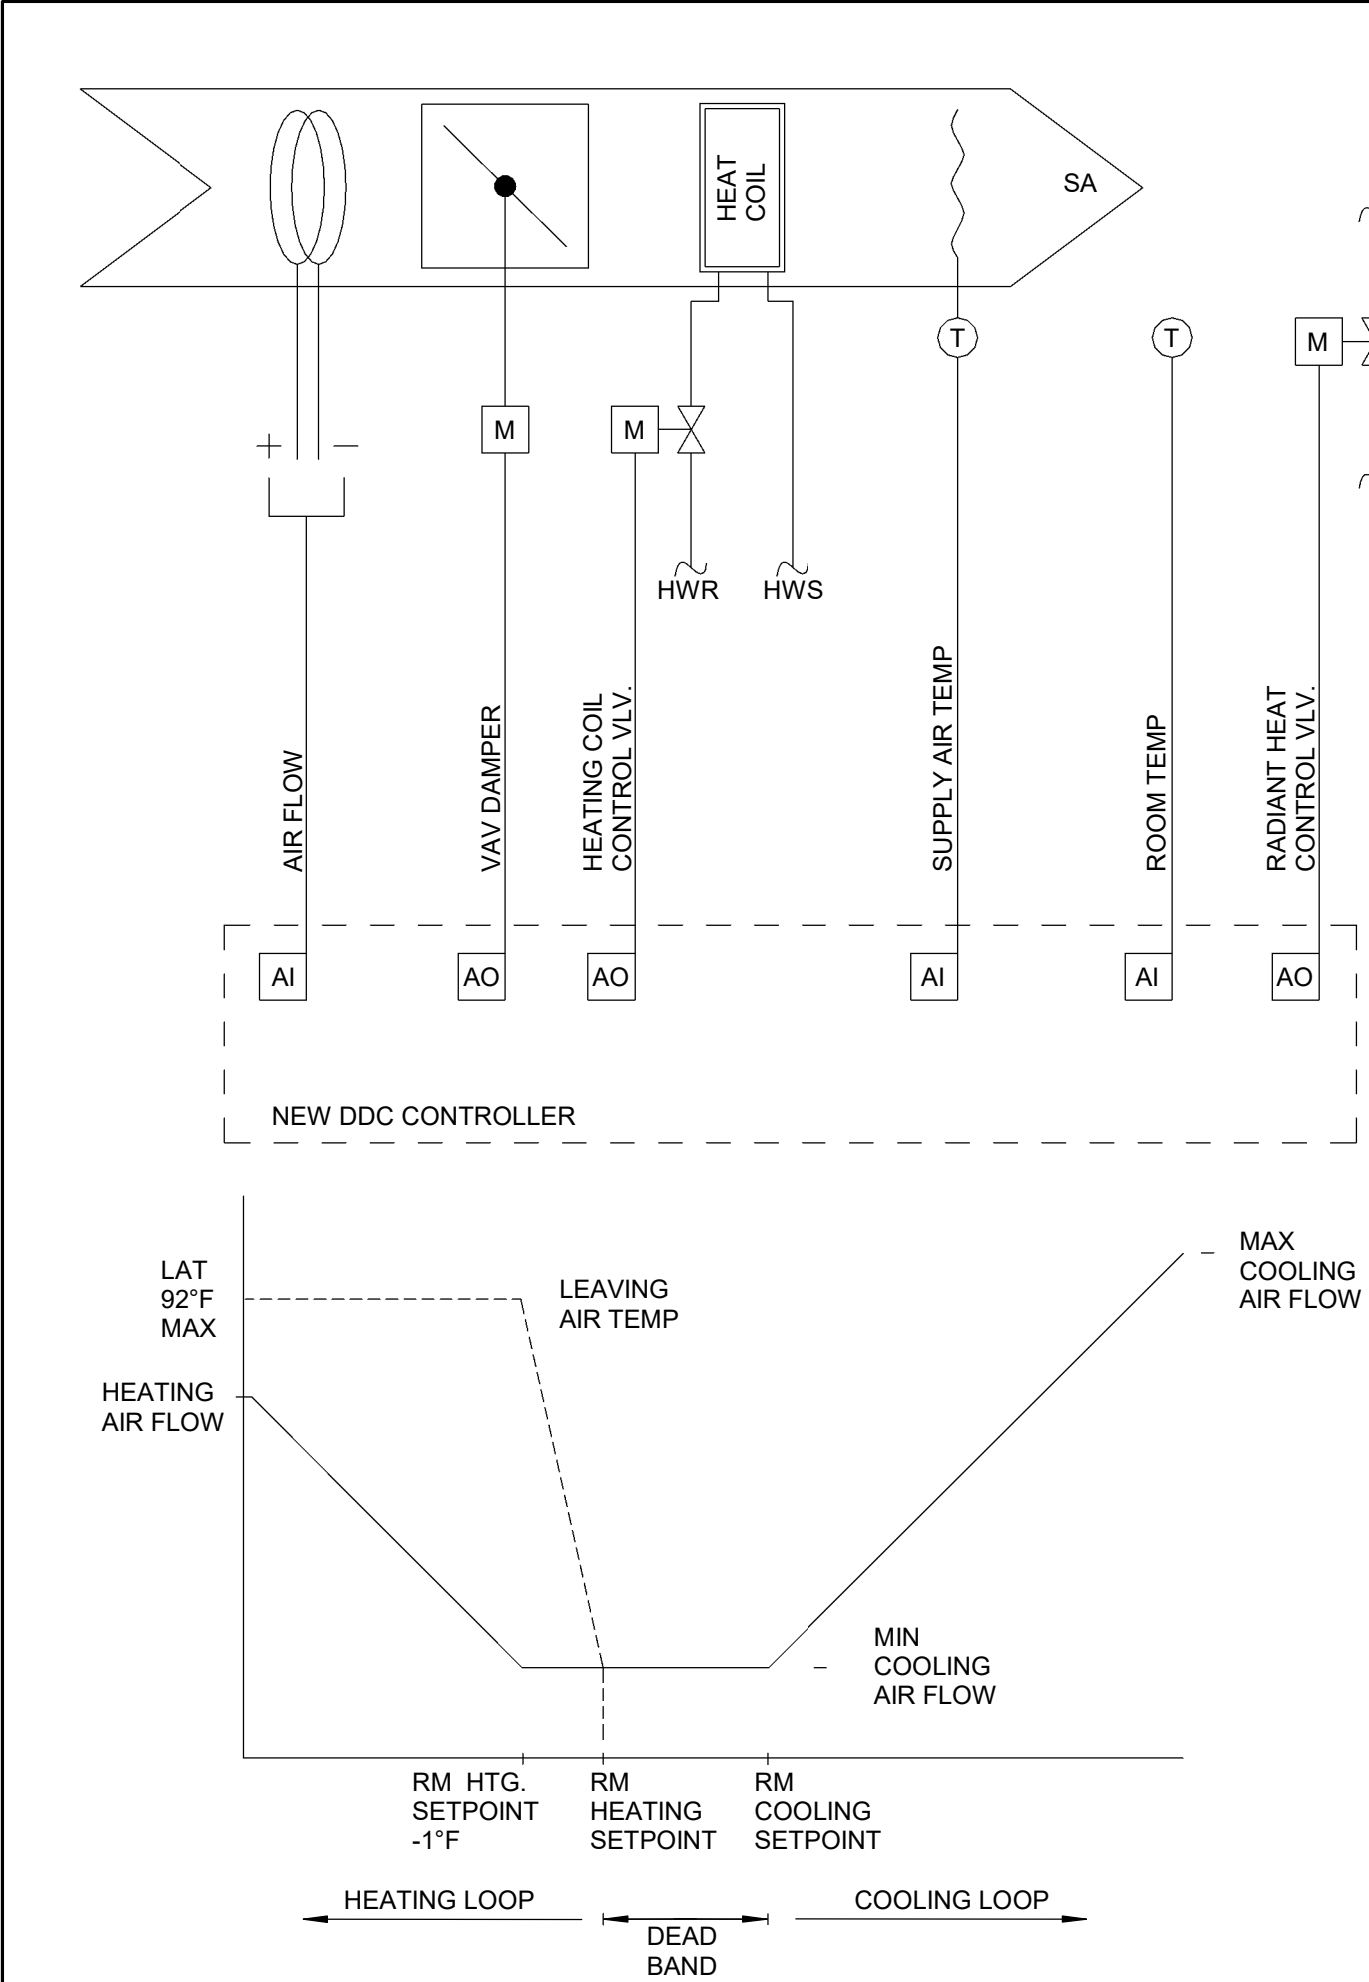 HEAT
COIL
SA
T
T
M
+
–
M
M
HWR
HWS
AIR FLOW
VAV DAMPER
HEATING COIL
CONTROL VLV.
SUPPLY AIR TEMP
ROOM TEMP
RADIANT HEAT
CONTROL VLV.
AI
AO
AO
AI
AI
AO
NEW DDC CONTROLLER
LAT
92°F
MAX
LEAVING
AIR TEMP
MAX
COOLING
AIR FLOW
HEATING
AIR FLOW
MIN
COOLING
AIR FLOW
RM HTG.
SETPOINT
-1°F
RM
HEATING
SETPOINT
RM
COOLING
SETPOINT
HEATING LOOP
DEAD
BAND
COOLING LOOP